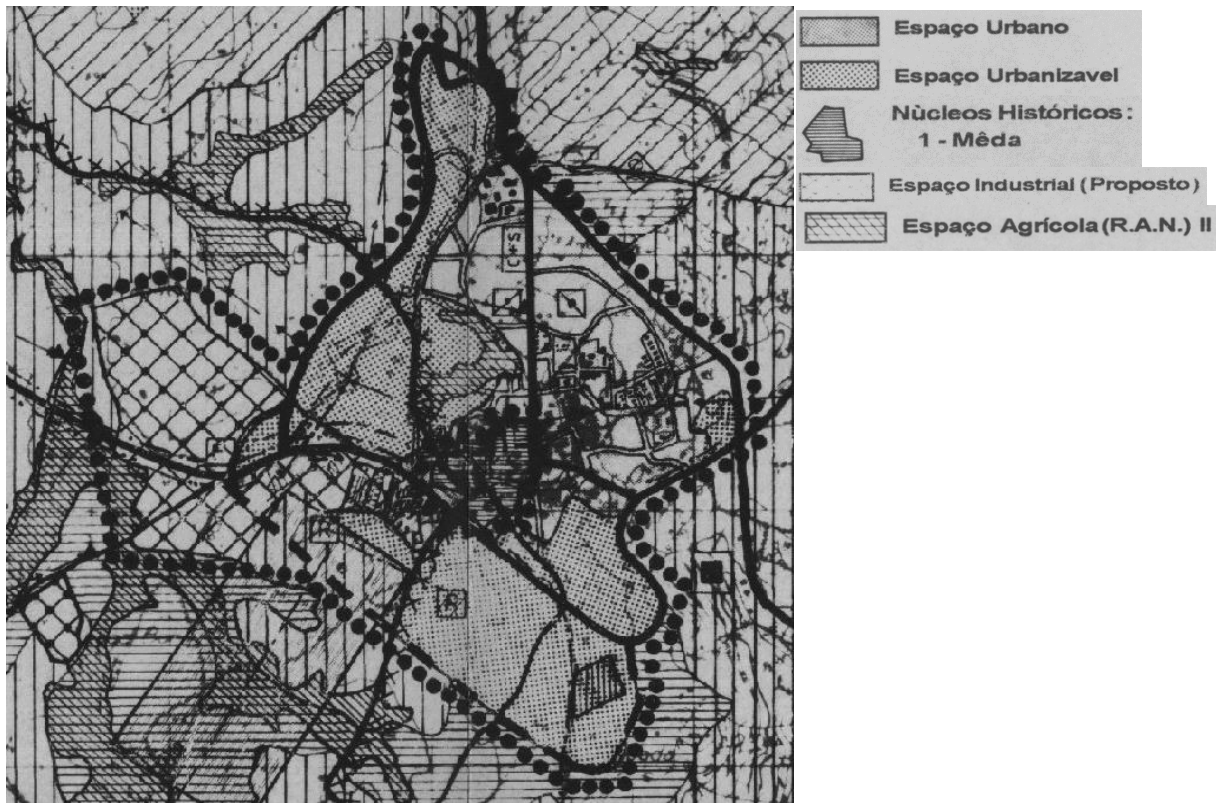 Espaço Urbano
Espaço Urbanizavel
Nùcleos Históricos:
1 - Mêda
Espaço Industrial (Proposto)
Espaço Agrícola (R.A.N.) II
C+S